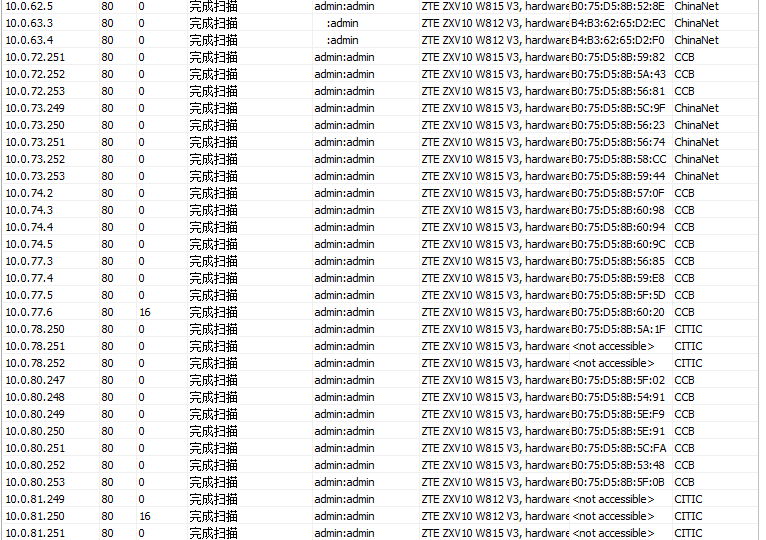 10.0.62.5 80 0 完成扫描 admin:admin ZTE ZXV10 W815 V3, hardware B0:75:D5:8B:52:8E ChinaNet
10.0.63.3 80 0 完成扫描 :admin ZTE ZXV10 W812 V3, hardware B4:B3:62:65:D2:EC ChinaNet
10.0.63.4 80 0 完成扫描 :admin ZTE ZXV10 W812 V3, hardware B4:B3:62:65:D2:F0 ChinaNet
10.0.72.251 80 0 完成扫描 admin:admin ZTE ZXV10 W815 V3, hardware B0:75:D5:8B:59:82 CCB
10.0.72.252 80 0 完成扫描 admin:admin ZTE ZXV10 W815 V3, hardware B0:75:D5:8B:5A:43 CCB
10.0.72.253 80 0 完成扫描 admin:admin ZTE ZXV10 W815 V3, hardware B0:75:D5:8B:56:81 CCB
10.0.73.249 80 0 完成扫描 admin:admin ZTE ZXV10 W815 V3, hardware B0:75:D5:8B:5C:9F ChinaNet
10.0.73.250 80 0 完成扫描 admin:admin ZTE ZXV10 W815 V3, hardware B0:75:D5:8B:56:23 ChinaNet
10.0.73.251 80 0 完成扫描 admin:admin ZTE ZXV10 W815 V3, hardware B0:75:D5:8B:56:74 ChinaNet
10.0.73.252 80 0 完成扫描 admin:admin ZTE ZXV10 W815 V3, hardware B0:75:D5:8B:58:CC ChinaNet
10.0.73.253 80 0 完成扫描 admin:admin ZTE ZXV10 W815 V3, hardware B0:75:D5:8B:59:44 ChinaNet
10.0.74.2 80 0 完成扫描 admin:admin ZTE ZXV10 W815 V3, hardware B0:75:D5:8B:57:0F CCB
10.0.74.3 80 0 完成扫描 admin:admin ZTE ZXV10 W815 V3, hardware B0:75:D5:8B:60:98 CCB
10.0.74.4 80 0 完成扫描 admin:admin ZTE ZXV10 W815 V3, hardware B0:75:D5:8B:60:94 CCB
10.0.74.5 80 0 完成扫描 admin:admin ZTE ZXV10 W815 V3, hardware B0:75:D5:8B:60:9C CCB
10.0.77.3 80 0 完成扫描 admin:admin ZTE ZXV10 W815 V3, hardware B0:75:D5:8B:56:85 CCB
10.0.77.4 80 0 完成扫描 admin:admin ZTE ZXV10 W815 V3, hardware B0:75:D5:8B:59:E8 CCB
10.0.77.5 80 0 完成扫描 admin:admin ZTE ZXV10 W815 V3, hardware B0:75:D5:8B:5F:5D CCB
10.0.77.6 80 16 完成扫描 admin:admin ZTE ZXV10 W815 V3, hardware B0:75:D5:8B:60:20 CCB
10.0.78.250 80 0 完成扫描 admin:admin ZTE ZXV10 W815 V3, hardware B0:75:D5:8B:5A:1F CITIC
10.0.78.251 80 0 完成扫描 admin:admin ZTE ZXV10 W815 V3, hardware <not accessible> CITIC
10.0.78.252 80 0 完成扫描 admin:admin ZTE ZXV10 W815 V3, hardware <not accessible> CITIC
10.0.80.247 80 0 完成扫描 admin:admin ZTE ZXV10 W815 V3, hardware B0:75:D5:8B:5F:02 CCB
10.0.80.248 80 0 完成扫描 admin:admin ZTE ZXV10 W815 V3, hardware B0:75:D5:8B:54:91 CCB
10.0.80.249 80 0 完成扫描 admin:admin ZTE ZXV10 W815 V3, hardware B0:75:D5:8B:5E:F9 CCB
10.0.80.250 80 0 完成扫描 admin:admin ZTE ZXV10 W815 V3, hardware B0:75:D5:8B:5E:91 CCB
10.0.80.251 80 0 完成扫描 admin:admin ZTE ZXV10 W815 V3, hardware B0:75:D5:8B:5C:FA CCB
10.0.80.252 80 0 完成扫描 admin:admin ZTE ZXV10 W815 V3, hardware B0:75:D5:8B:53:48 CCB
10.0.80.253 80 0 完成扫描 admin:admin ZTE ZXV10 W815 V3, hardware B0:75:D5:8B:5F:0B CCB
10.0.81.249 80 0 完成扫描 admin:admin ZTE ZXV10 W812 V3, hardware <not accessible> CITIC
10.0.81.250 80 16 完成扫描 admin:admin ZTE ZXV10 W812 V3, hardware <not accessible> CITIC
10.0.81.251 80 0 完成扫描 admin:admin ZTE ZXV10 W812 V3, hardware <not accessible> CITIC